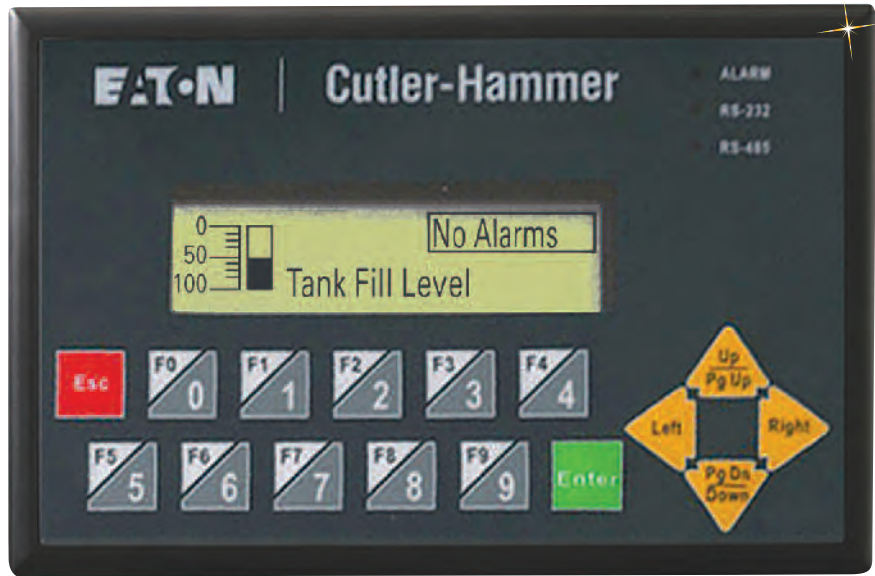 EATON | Cutler-Hammer
ALARM
RS-232
RS-485
0
50
100
No Alarms
Tank Fill Level
Esc
F0 0
F1 1
F2 2
F3 3
F4 4
Up
Pg Up
Left
Right
Pg Dn
Down
F5 5
F6 6
F7 7
F8 8
F9 9
Enter